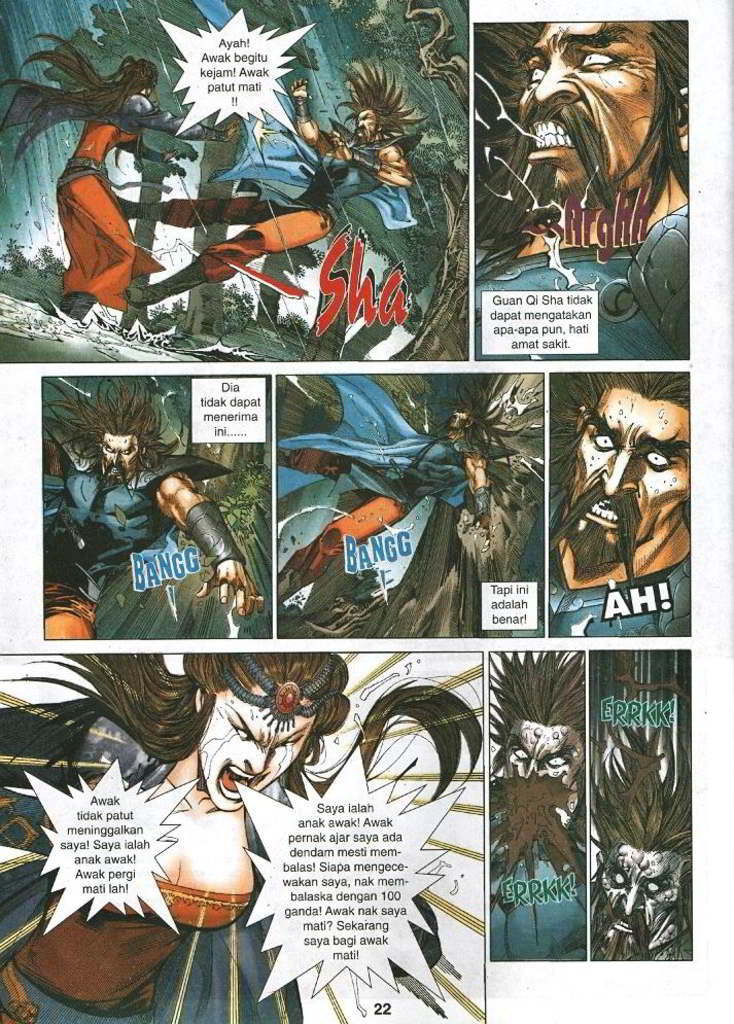 Ayah!
Awak begitu
kejam! Awak
patut mati
!!
Sha
Arghh
Guan Qi Sha tidak
dapat mengatakan
apa-apa pun, hati
amat sakit.
Dia
tidak dapat
menerima
ini......
BANGG
BANGG
Tapi ini
adalah
benar!
AH!
Awak
tidak patut
meninggalkan
saya! Saya ialah
anak awak!
Awak pergi
mati lah!
Saya ialah
anak awak! Awak
pernak ajar saya ada
dendam mesti mem-
balas! Siapa mengece-
wakan saya, nak mem-
balaska dengan 100
ganda! Awak nak saya
mati? Sekarang
saya bagi awak
mati!
ERRKK!
ERRKK!
22